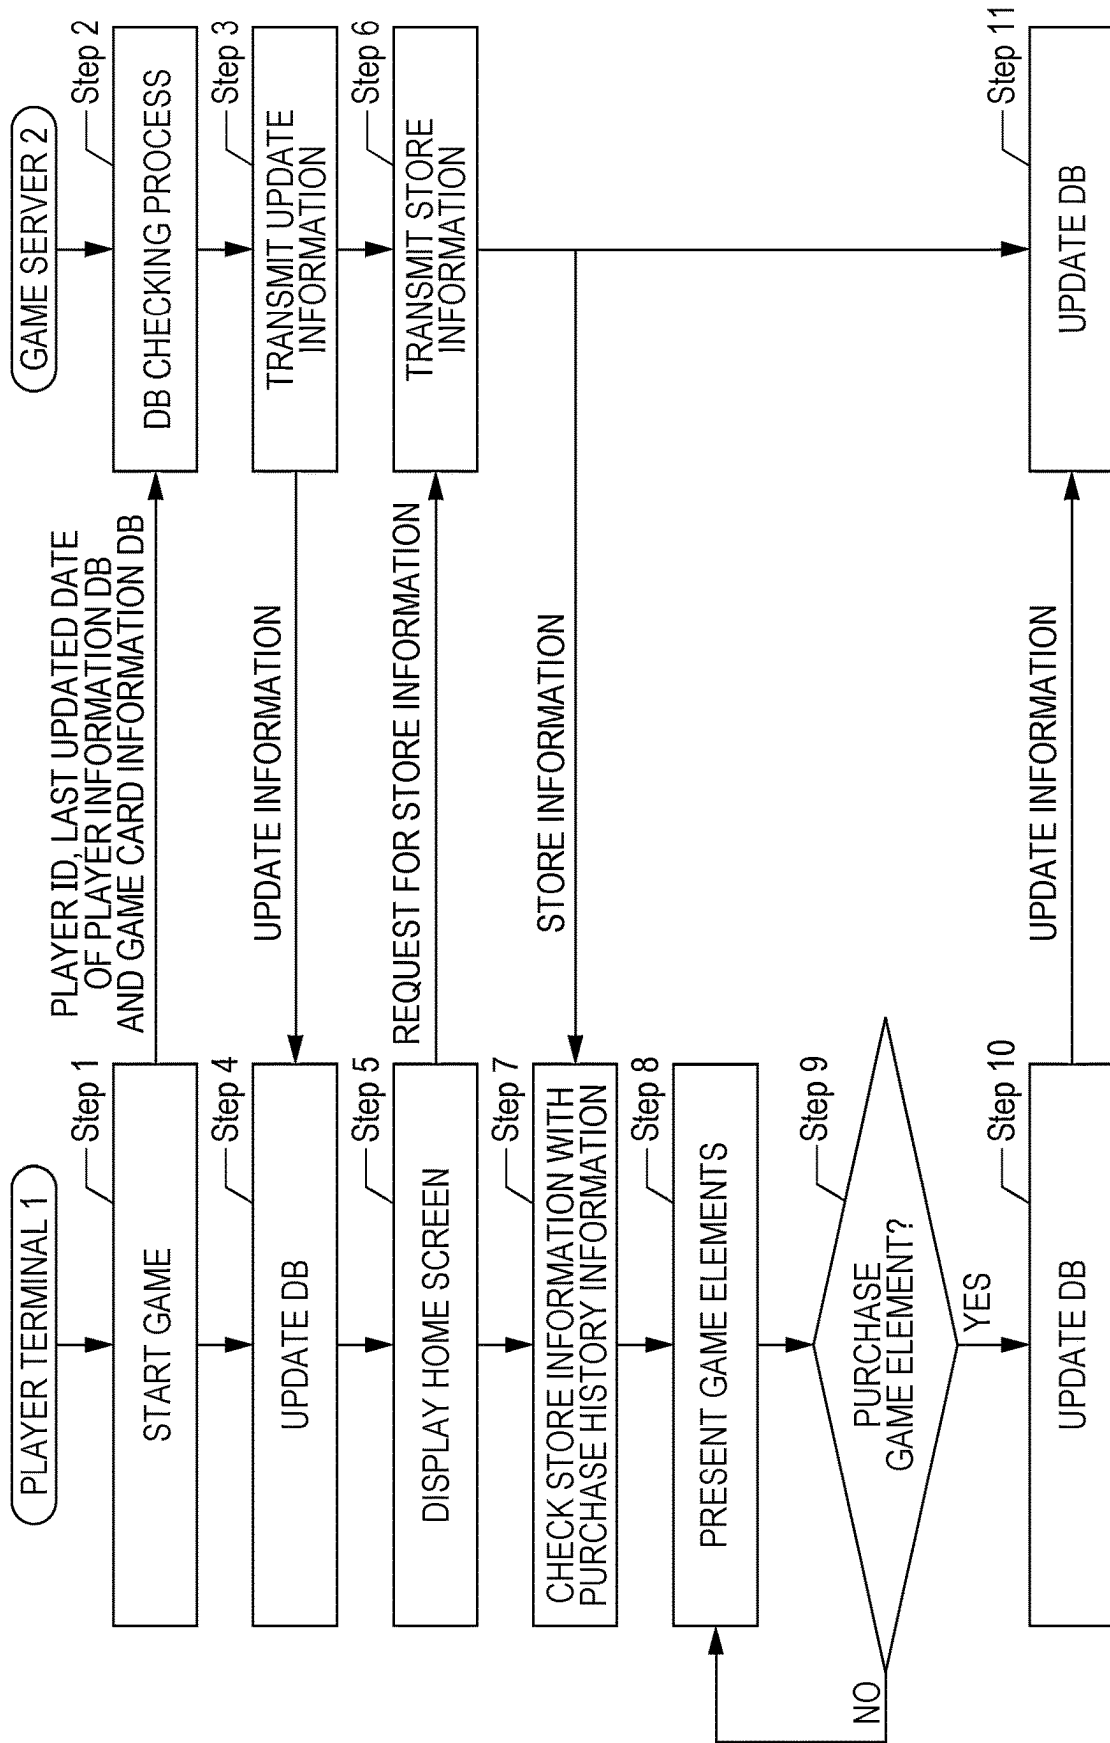 PLAYER TERMINAL 1
GAME SERVER 2
Step 1
START GAME
PLAYER ID, LAST UPDATED DATE
OF PLAYER INFORMATION DB
AND GAME CARD INFORMATION DB
Step 2
DB CHECKING PROCESS
Step 3
TRANSMIT UPDATE
INFORMATION
UPDATE INFORMATION
Step 4
UPDATE DB
Step 5
DISPLAY HOME SCREEN
REQUEST FOR STORE INFORMATION
Step 6
TRANSMIT STORE
INFORMATION
STORE INFORMATION
Step 7
CHECK STORE INFORMATION WITH
PURCHASE HISTORY INFORMATION
Step 8
PRESENT GAME ELEMENTS
Step 9
PURCHASE
GAME ELEMENT?
NO
YES
Step 10
UPDATE DB
UPDATE INFORMATION
Step 11
UPDATE DB